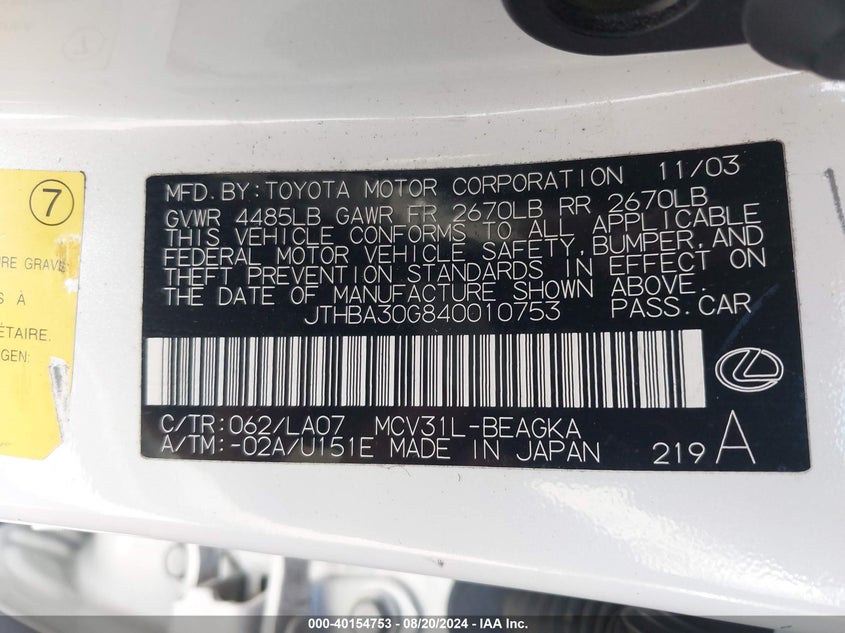 7
URE GRAVE
S À
ÉTAIRE.
GEN:
MFD. BY: TOYOTA MOTOR CORPORATION 11/03
GVWR 4485LB GAWR FR 2670LB RR 2670LB
THIS VEHICLE CONFORMS TO ALL APPLICABLE
FEDERAL MOTOR VEHICLE SAFETY, BUMPER, AND
THEFT PREVENTION STANDARDS IN EFFECT ON
THE DATE OF MANUFACTURE SHOWN ABOVE.
JTHBA30G840010753 PASS. CAR
C/TR: 062/LA07 MCV31L-BEAGKA
A/TM: -02A/U151E MADE IN JAPAN 219 A
000-40154753 - 08/20/2024 - IAA Inc.